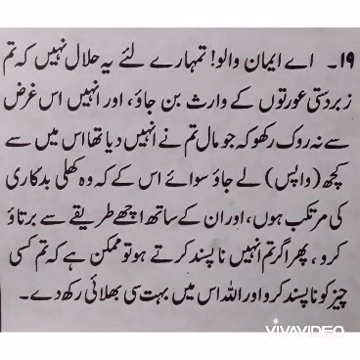 ۱۹۔ اے ایمان والو! تمہارے لئے یہ حلال نہیں کہ تم
زبردستی عورتوں کے وارث بن جاؤ، اور انہیں اس غرض
سے نہ روک رکھو کہ جو مال تم نے انہیں دیا تھا اس میں سے
کچھ (واپس) لے جاؤ سوائے اس کے کہ وہ کھلی بدکاری
کی مرتکب ہوں، اور ان کے ساتھ اچھے طریقے سے برتاؤ
کرو، پھر اگر تم انہیں نا پسند کرتے ہو تو ممکن ہے کہ تم کسی
چیز کو نا پسند کرو اور اللہ اس میں بہت سی بھلائی رکھ دے۔
VIVAVIDEO